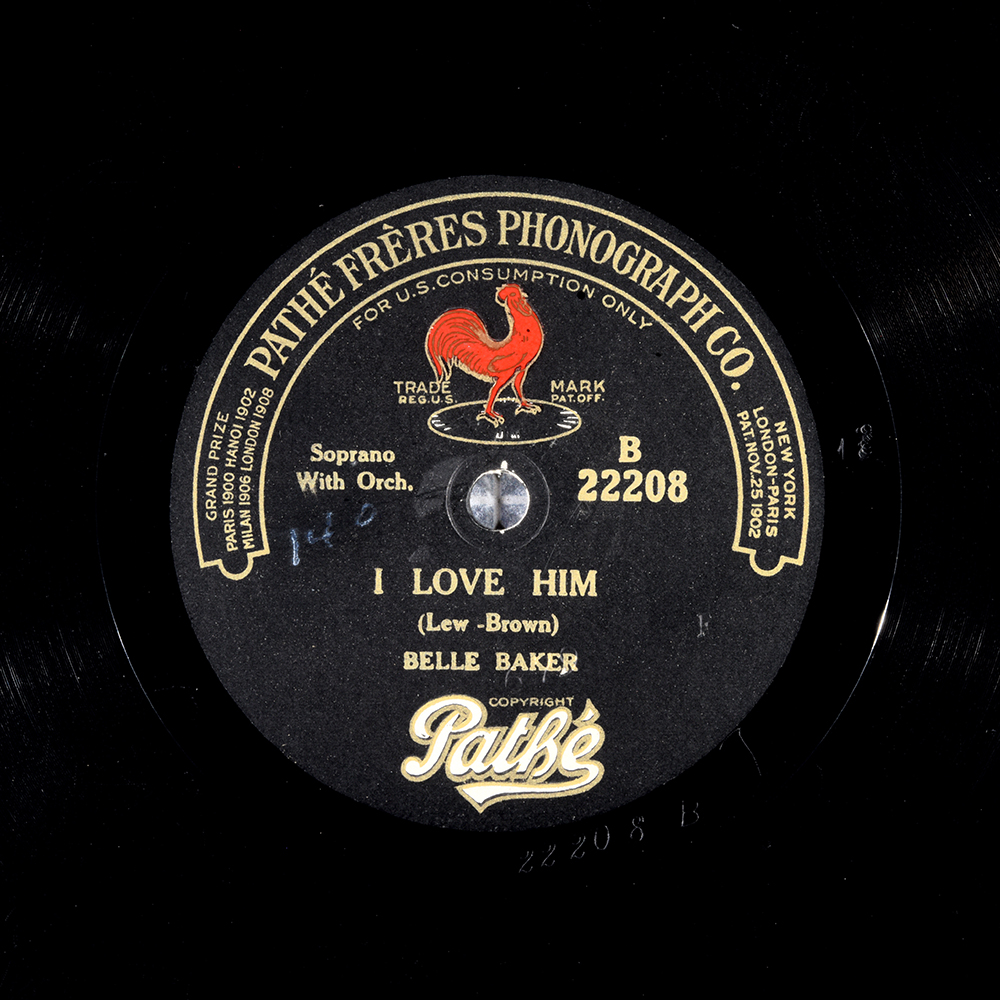 PATHÉ FRÈRES PHONOGRAPH CO.
FOR U.S. CONSUMPTION ONLY
GRAND PRIZE
PARIS 1900 HANOI 1902
MILAN 1906 LONDON 1908
NEW YORK
LONDON-PARIS
PAT. NOV. 25 1902
TRADE MARK
REG. U.S. PAT. OFF.
Soprano
With Orch.
B
22208
I LOVE HIM
(Lew -Brown)
BELLE BAKER
COPYRIGHT
Pathé
22208 B